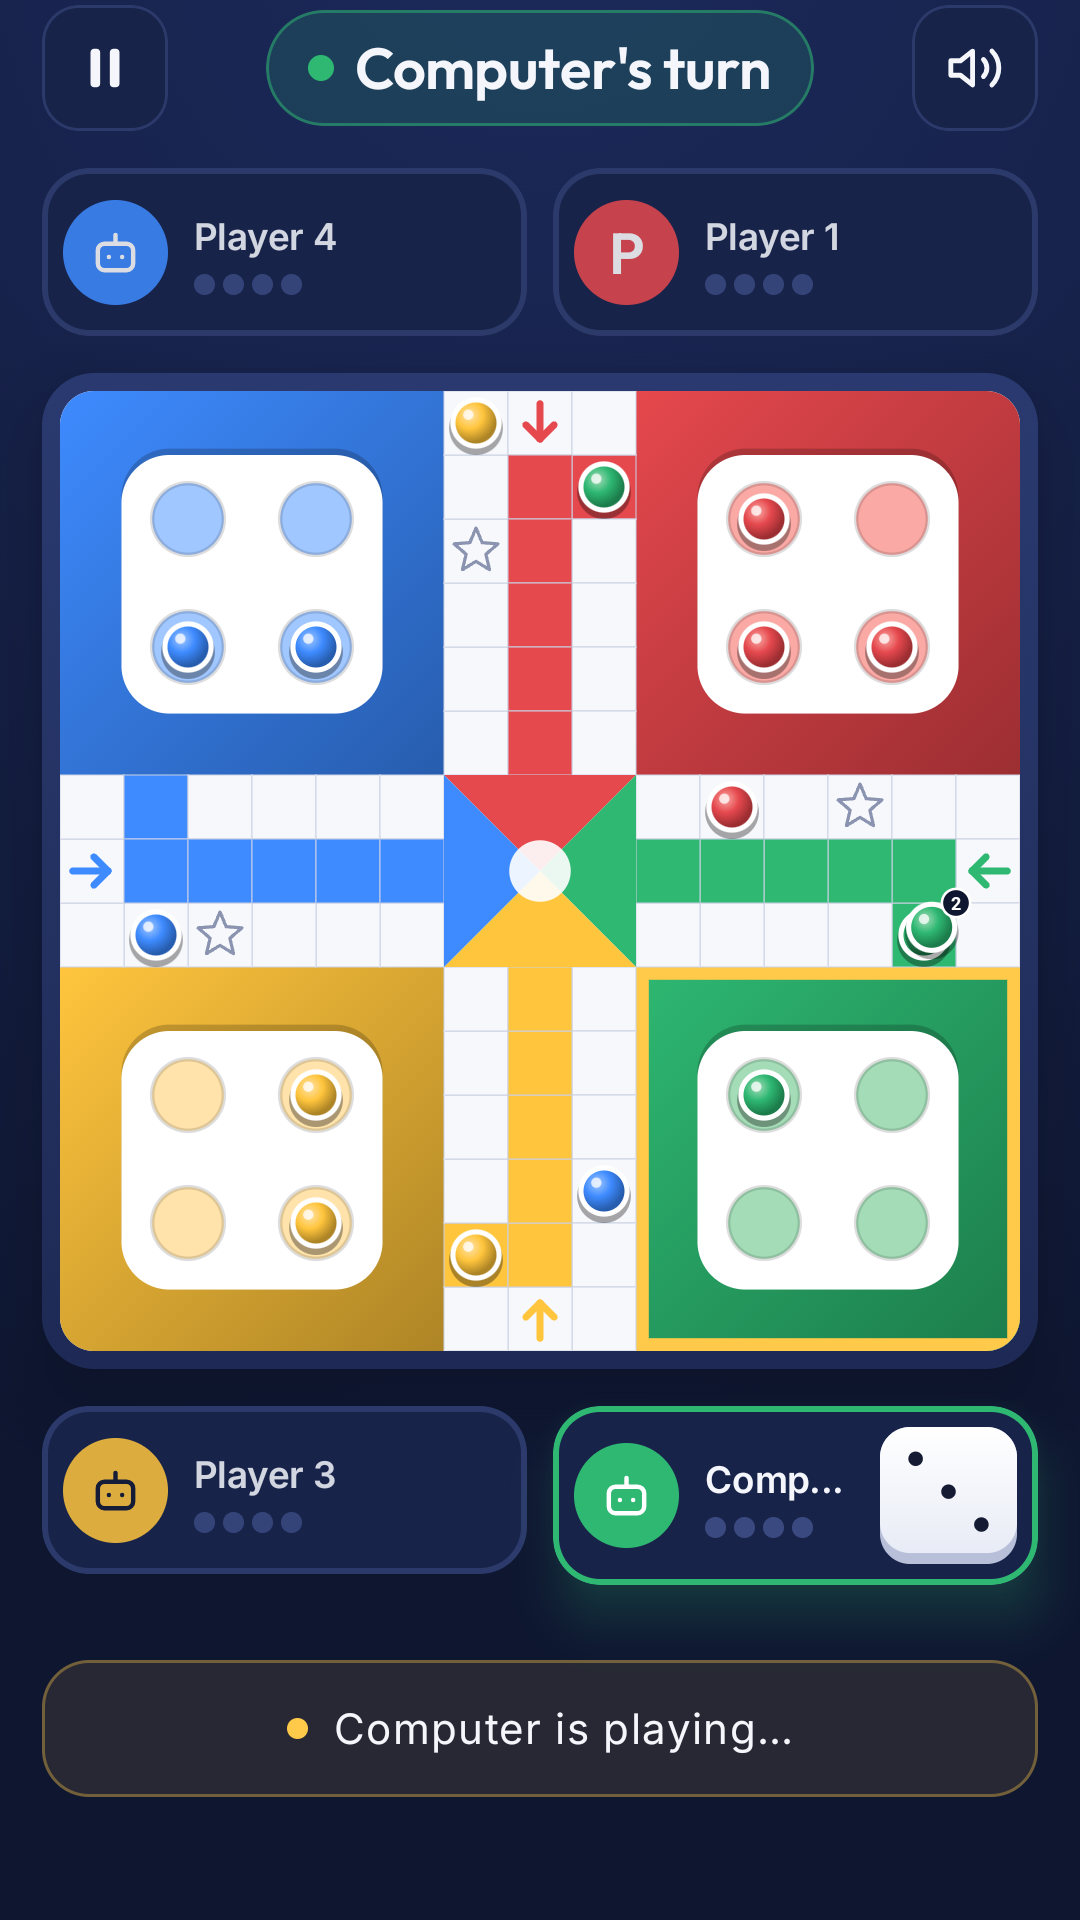 Computer's turn
Player 4
P
Player 1
2
Player 3
Comp...
Computer is playing...